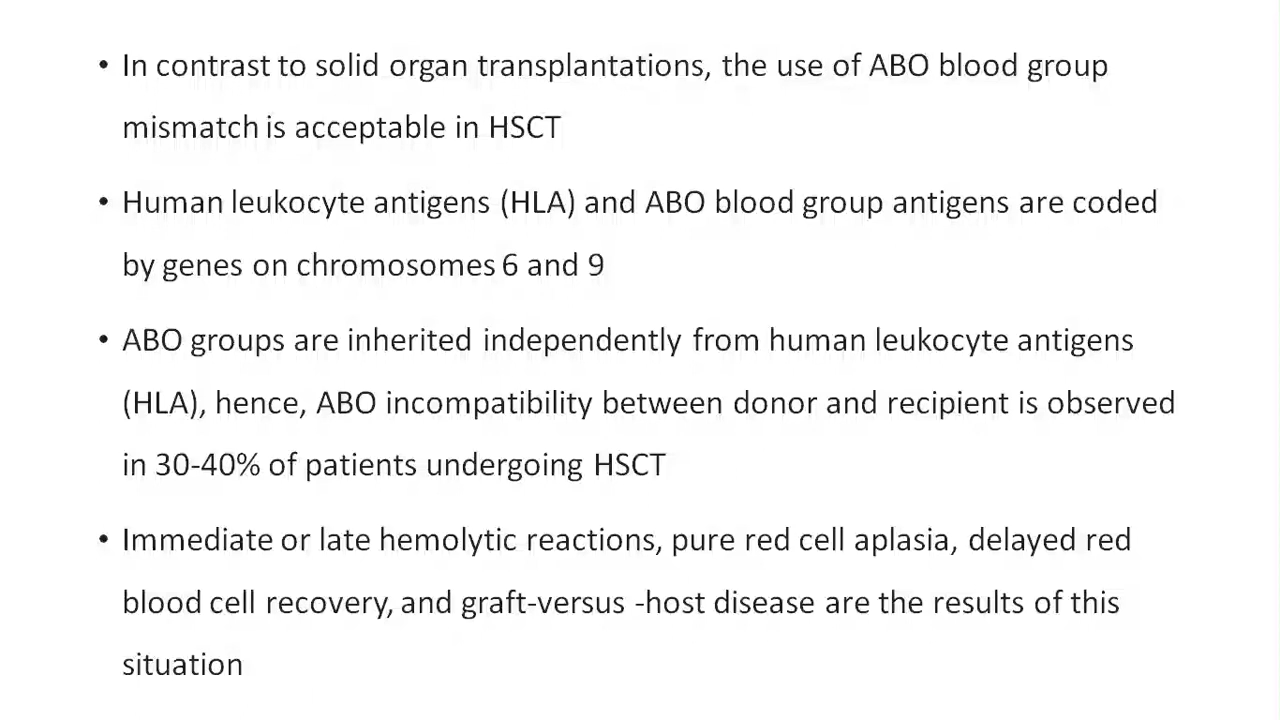 • In contrast to solid organ transplantations, the use of ABO blood group
mismatch is acceptable in HSCT
• Human leukocyte antigens (HLA) and ABO blood group antigens are coded
by genes on chromosomes 6 and 9
• ABO groups are inherited independently from human leukocyte antigens
(HLA), hence, ABO incompatibility between donor and recipient is observed
in 30-40% of patients undergoing HSCT
• Immediate or late hemolytic reactions, pure red cell aplasia, delayed red
blood cell recovery, and graft-versus -host disease are the results of this
situation